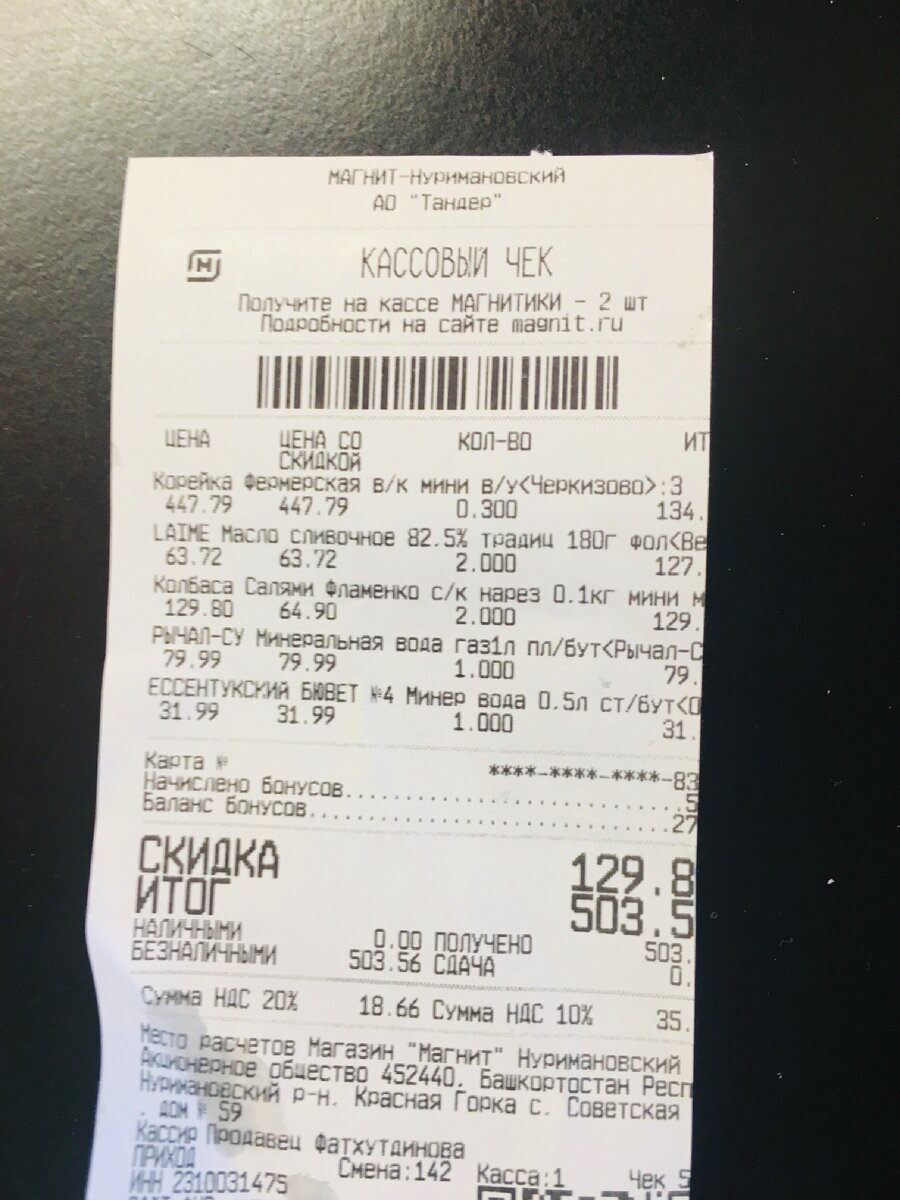 МАГНИТ-Нуримановский
АО "Тандер"
КАССОВЫЙ ЧЕК
Получите на кассе МАГНИТИКИ - 2 шт
Подробности на сайте magnit.ru
ЦЕНА ЦЕНА СО СКИДКОЙ КОЛ-ВО ИТ
Корейка Фермерская в/к мини в/у<Черкизово>:3
447.79 447.79 0.300 134.
LAIME Масло сливочное 82.5% традиц 180г фол<Ве
63.72 63.72 2.000 127.
Колбаса Салями Фламенко с/к нарез 0.1кг мини м
129.80 64.90 2.000 129.
РЫЧАЛ-СУ Минеральная вода газ1л пл/бут<Рычал-С
79.99 79.99 1.000 79.
ЕССЕНТУКСКИЙ БЮВЕТ №4 Минер вода 0.5л ст/бут<О
31.99 31.99 1.000 31.
Карта № ****-****-****-83
Начислено бонусов..............................5
Баланс бонусов................................27
СКИДКА 129.8
ИТОГ 503.5
НАЛИЧНЫМИ 0.00 ПОЛУЧЕНО 503.
БЕЗНАЛИЧНЫМИ 503.56 СДАЧА 0.
Сумма НДС 20% 18.66 Сумма НДС 10% 35.
Место расчетов Магазин "Магнит" Нуримановский
Акционерное общество 452440, Башкортостан Респ
Нуримановский р-н, Красная Горка с. Советская
, дом № 59
Кассир Продавец Фатхутдинова
ПРИХОД Смена:142 Касса:1 Чек 5
ИНН 2310031475